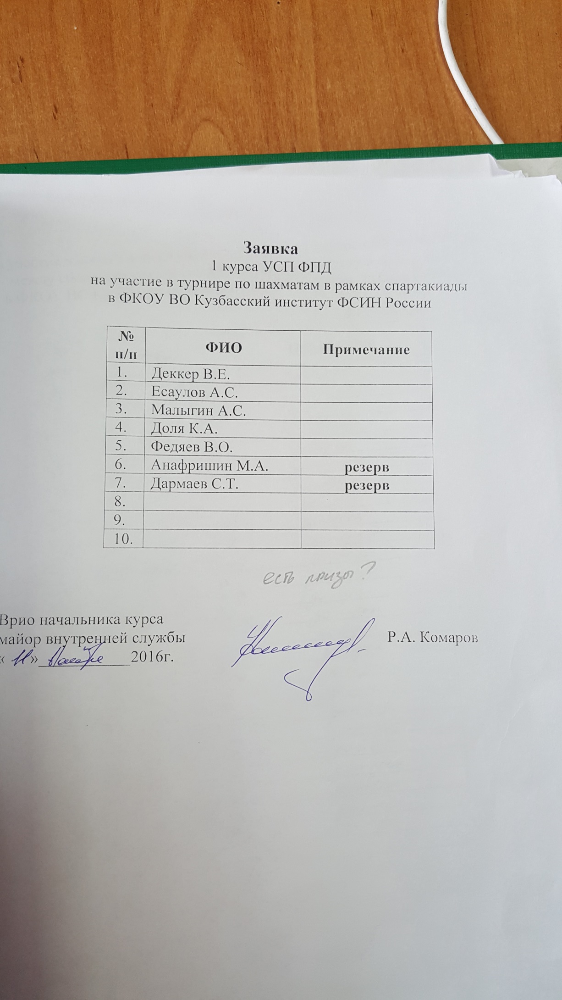 Заявка
1 курса УСП ФПД
на участие в турнире по шахматам в рамках спартакиады
в ФКОУ ВО Кузбасский институт ФСИН России
№ п/п ФИО Примечание
1. Деккер В.Е.
2. Есаулов А.С.
3. Малыгин А.С.
4. Доля К.А.
5. Федяев В.О.
6. Анафришин М.А. резерв
7. Дармаев С.Т. резерв
8.
9.
10.
есть призы?
Врио начальника курса
майор внутренней службы Р.А. Комаров
« 11 » ноября 2016г.